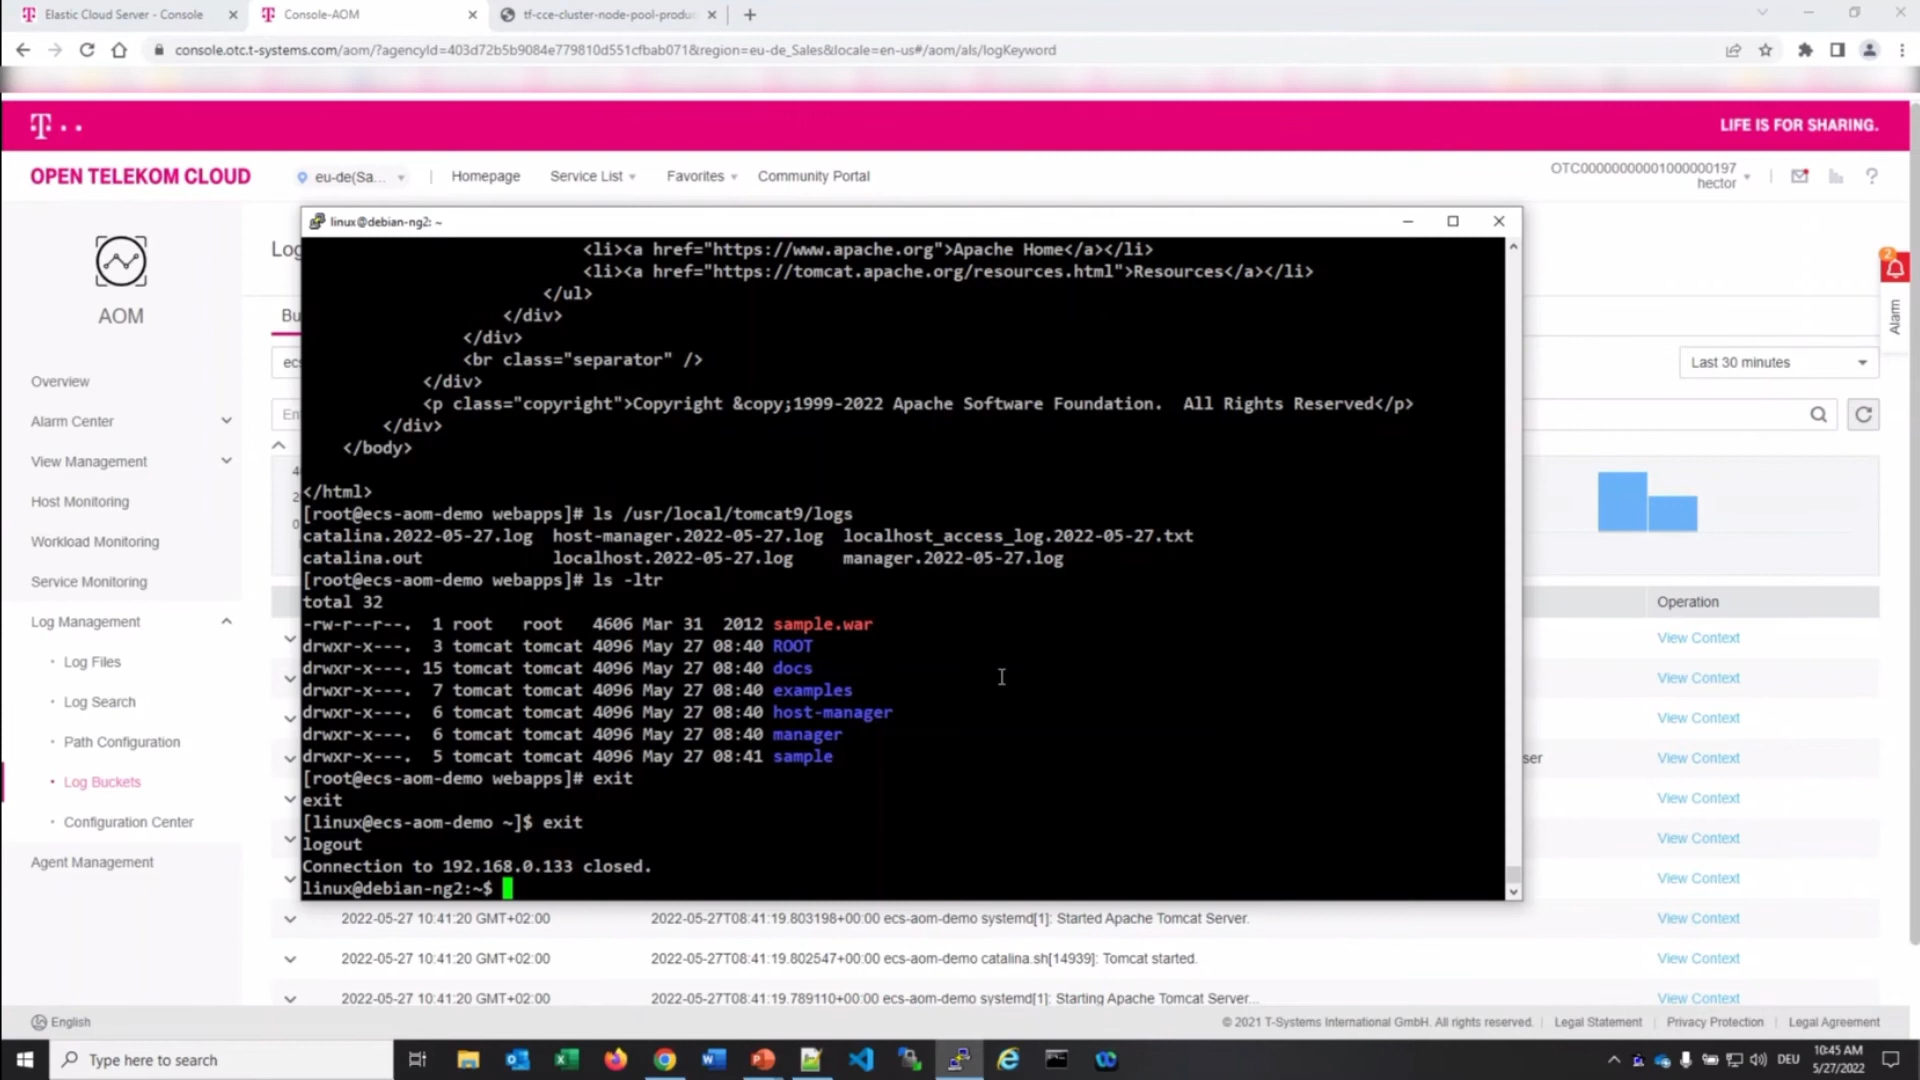 Elastic Cloud Server - Console
Console-AOM
tf-cce-cluster-node-pool-produ
console.otc.t-systems.com/aom/?agencyId=403d72b5b9084e779810d551cfbab071&region=eu-de_Sales&locale=en-us#/aom/als/logKeyword
T
LIFE IS FOR SHARING.
OPEN TELEKOM CLOUD
eu-de(Sa...
Homepage
Service List
Favorites
Community Portal
OTC00000000001000000197
hector
?
AOM
Overview
Alarm Center
View Management
Host Monitoring
Workload Monitoring
Service Monitoring
Log Management
Log Files
Log Search
Path Configuration
Log Buckets
Configuration Center
Agent Management
Log
Bu
ecs
En
linux@debian-ng2: ~
<li><a href="https://www.apache.org">Apache Home</a></li>
<li><a href="https://tomcat.apache.org/resources.html">Resources</a></li>
</ul>
</div>
</div>
<br class="separator" />
</div>
<p class="copyright">Copyright &copy;1999-2022 Apache Software Foundation.  All Rights Reserved</p>
</div>
</body>
</html>
[root@ecs-aom-demo webapps]# ls /usr/local/tomcat9/logs
catalina.2022-05-27.log  host-manager.2022-05-27.log  localhost_access_log.2022-05-27.txt
catalina.out             localhost.2022-05-27.log     manager.2022-05-27.log
[root@ecs-aom-demo webapps]# ls -ltr
total 32
-rw-r--r--.  1 root   root   4606 Mar 31  2012 sample.war
drwxr-x---.  3 tomcat tomcat 4096 May 27 08:40 ROOT
drwxr-x---. 15 tomcat tomcat 4096 May 27 08:40 docs
drwxr-x---.  7 tomcat tomcat 4096 May 27 08:40 examples
drwxr-x---.  6 tomcat tomcat 4096 May 27 08:40 host-manager
drwxr-x---.  6 tomcat tomcat 4096 May 27 08:40 manager
drwxr-x---.  5 tomcat tomcat 4096 May 27 08:41 sample
[root@ecs-aom-demo webapps]# exit
exit
[linux@ecs-aom-demo ~]$ exit
logout
Connection to 192.168.0.133 closed.
linux@debian-ng2:~$
2
Alarm
Last 30 minutes
Operation
View Context
View Context
View Context
ser
View Context
View Context
View Context
View Context
2022-05-27 10:41:20 GMT+02:00
2022-05-27T08:41:19.803198+00:00 ecs-aom-demo systemd[1]: Started Apache Tomcat Server.
View Context
2022-05-27 10:41:20 GMT+02:00
2022-05-27T08:41:19.802547+00:00 ecs-aom-demo catalina.sh[14939]: Tomcat started.
View Context
2022-05-27 10:41:20 GMT+02:00
2022-05-27T08:41:19.789110+00:00 ecs-aom-demo systemd[1]: Starting Apache Tomcat Server...
View Context
English
© 2021 T-Systems International GmbH. All rights reserved.
Legal Statement
Privacy Protection
Legal Agreement
Type here to search
DEU
10:45 AM
5/27/2022